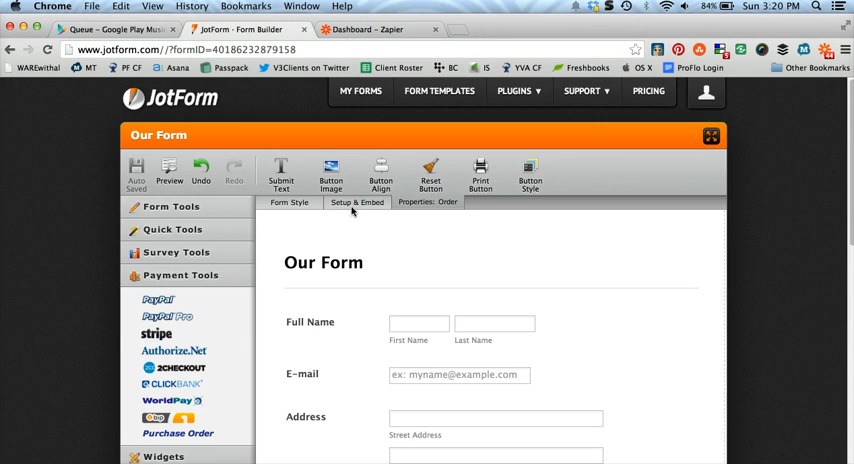 Chrome File Edit View History Bookmarks Window Help 84% Sun 3:20 PM
Queue - Google Play Music
JotForm · Form Builder
Dashboard - Zapier
www.jotform.com//?formID=40186232879158
WAREwithal MT PF CF Asana Passpack V3Clients on Twitter Client Roster BC IS YVA CF Freshbooks OS X ProFlo Login Other Bookmarks
JotForm
MY FORMS FORM TEMPLATES PLUGINS ▼ SUPPORT ▼ PRICING
Our Form
Auto Saved
Preview
Undo
Redo
Submit Text
Button Image
Button Align
Reset Button
Print Button
Button Style
Form Style Setup & Embed Properties: Order
Form Tools
Quick Tools
Survey Tools
Payment Tools
PayPal
PayPal Pro
stripe
Authorize.Net
2CHECKOUT
CLICKBANK
WorldPay
Purchase Order
Widgets
Our Form
Full Name
First Name Last Name
E-mail
ex: myname@example.com
Address
Street Address